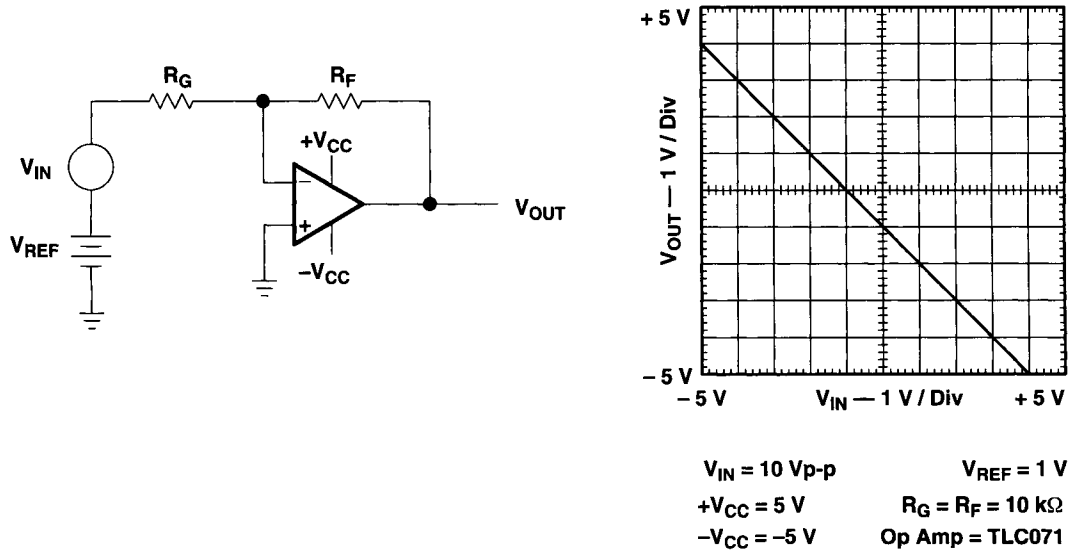 R_G
R_F
+V_CC
V_IN
−
+
V_OUT
V_REF
−V_CC
+ 5 V
V_OUT — 1 V / Div
− 5 V
− 5 V
V_IN — 1 V / Div
+ 5 V
V_IN = 10 Vp-p
V_REF = 1 V
+V_CC = 5 V
R_G = R_F = 10 kΩ
−V_CC = −5 V
Op Amp = TLC071